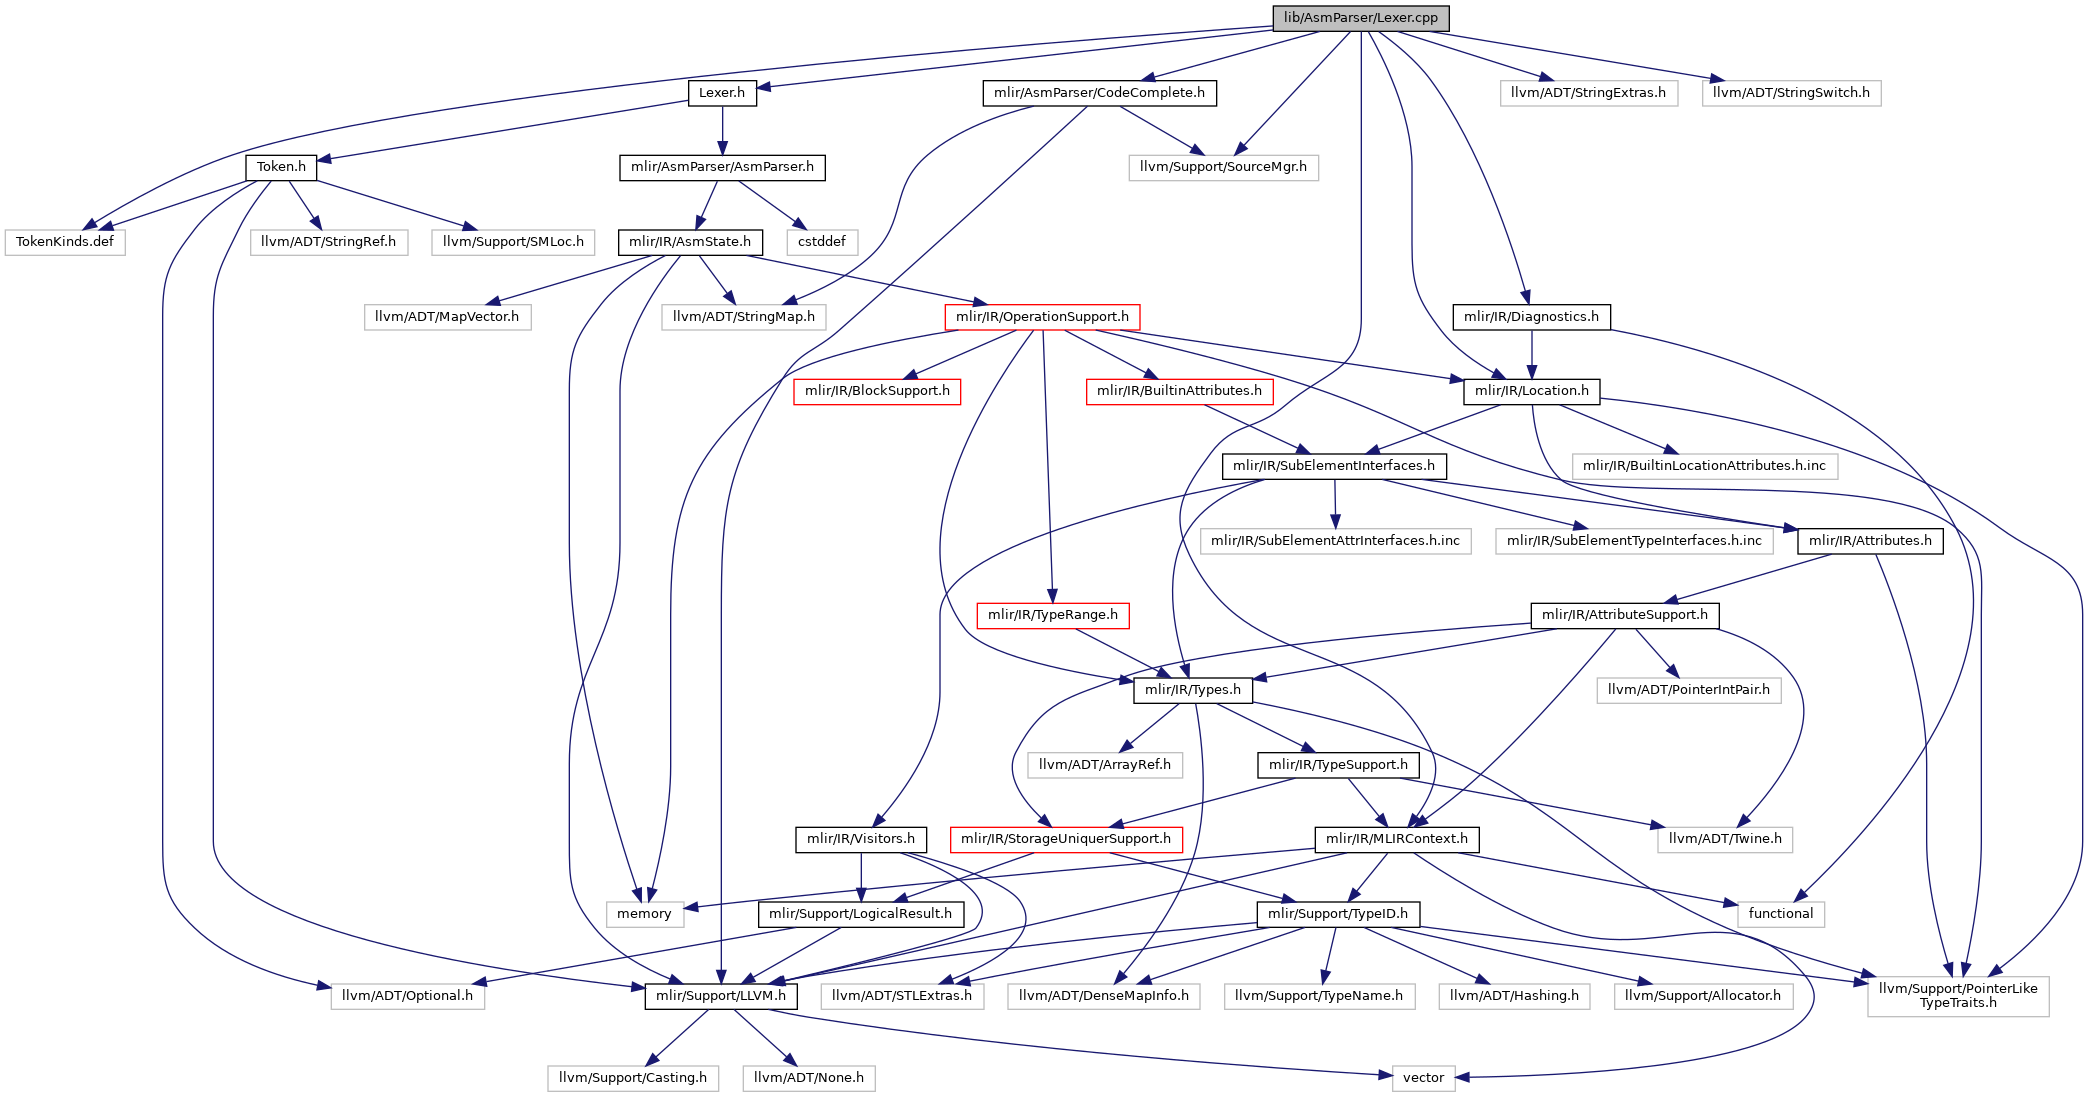 lib/AsmParser/Lexer.cpp
Lexer.h
mlir/AsmParser/CodeComplete.h
llvm/ADT/StringExtras.h
llvm/ADT/StringSwitch.h
Token.h
mlir/AsmParser/AsmParser.h
llvm/Support/SourceMgr.h
TokenKinds.def
llvm/ADT/StringRef.h
llvm/Support/SMLoc.h
mlir/IR/AsmState.h
cstddef
llvm/ADT/MapVector.h
llvm/ADT/StringMap.h
mlir/IR/OperationSupport.h
mlir/IR/Diagnostics.h
mlir/IR/BlockSupport.h
mlir/IR/BuiltinAttributes.h
mlir/IR/Location.h
mlir/IR/SubElementInterfaces.h
mlir/IR/BuiltinLocationAttributes.h.inc
mlir/IR/SubElementAttrInterfaces.h.inc
mlir/IR/SubElementTypeInterfaces.h.inc
mlir/IR/Attributes.h
mlir/IR/TypeRange.h
mlir/IR/AttributeSupport.h
mlir/IR/Types.h
llvm/ADT/PointerIntPair.h
llvm/ADT/ArrayRef.h
mlir/IR/TypeSupport.h
mlir/IR/Visitors.h
mlir/IR/StorageUniquerSupport.h
mlir/IR/MLIRContext.h
llvm/ADT/Twine.h
memory
mlir/Support/LogicalResult.h
mlir/Support/TypeID.h
functional
llvm/ADT/Optional.h
mlir/Support/LLVM.h
llvm/ADT/STLExtras.h
llvm/ADT/DenseMapInfo.h
llvm/Support/TypeName.h
llvm/ADT/Hashing.h
llvm/Support/Allocator.h
llvm/Support/PointerLike
TypeTraits.h
llvm/Support/Casting.h
llvm/ADT/None.h
vector